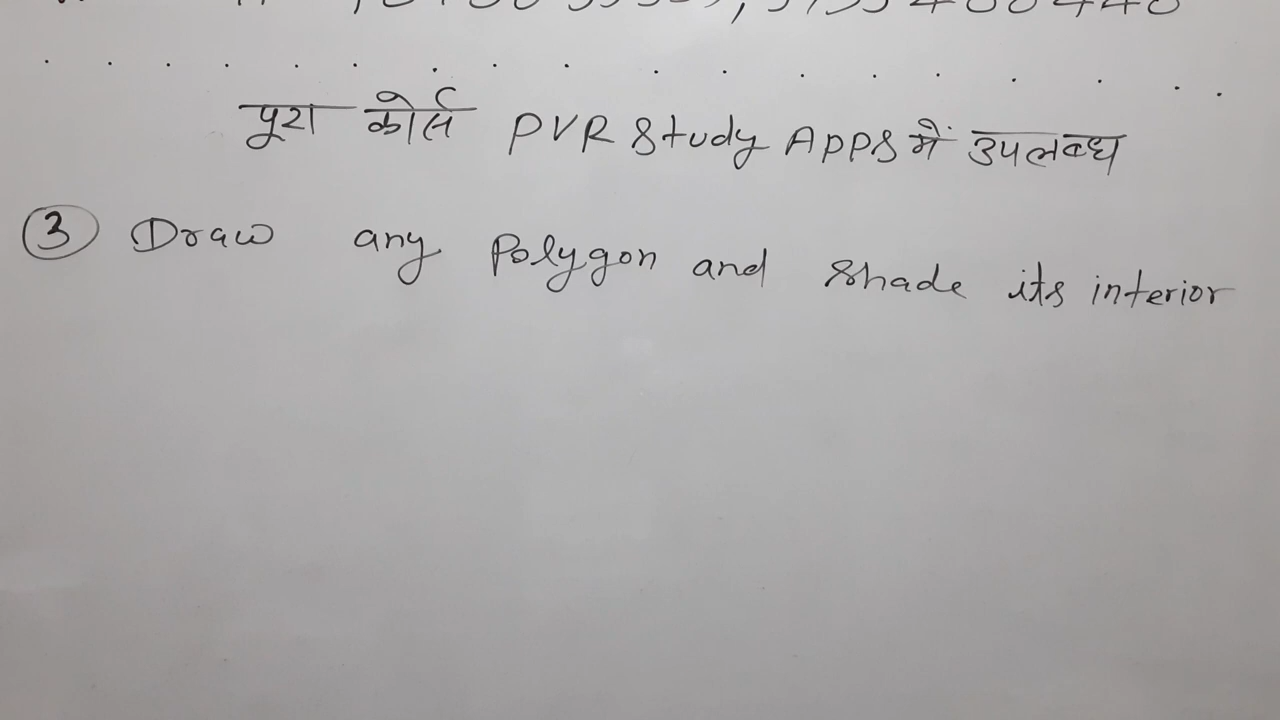 पूरा कोर्स PVR Study Apps में उपलब्ध
③ Draw any Polygon and shade its interior